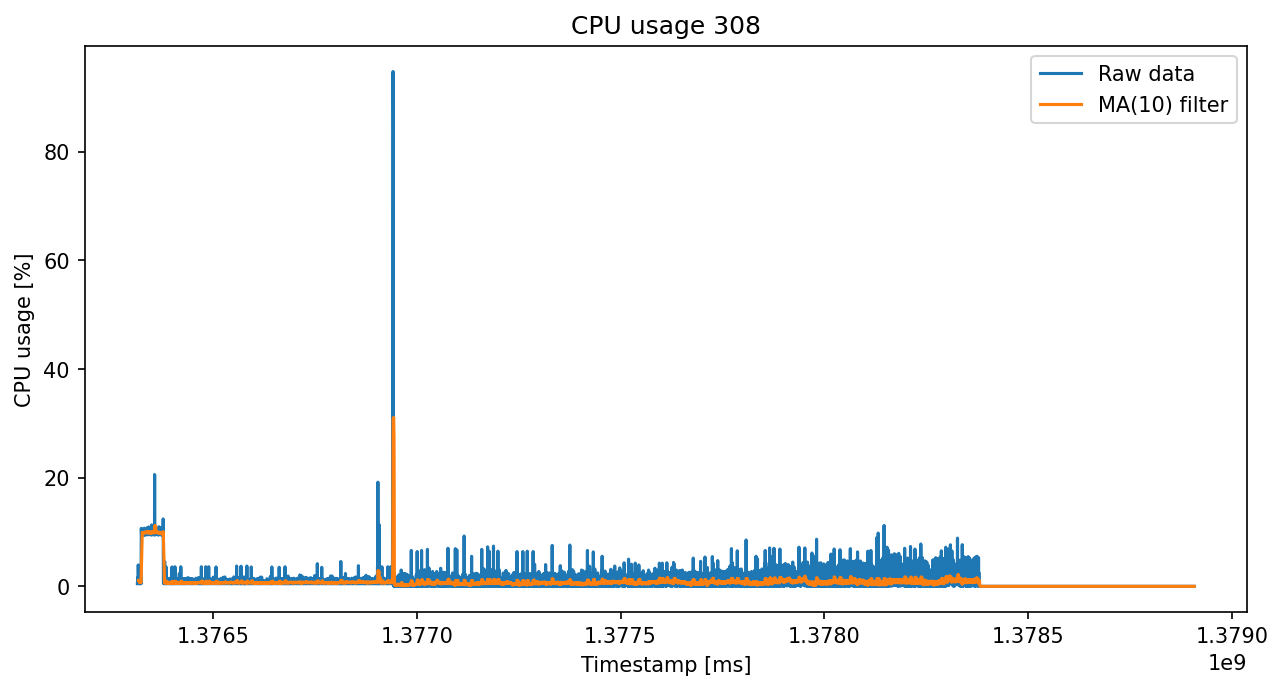 CPU usage 308
Raw data
MA(10) filter
CPU usage [%]
80
60
40
20
0
1.3765
1.3770
1.3775
1.3780
1.3785
1.3790
1e9
Timestamp [ms]